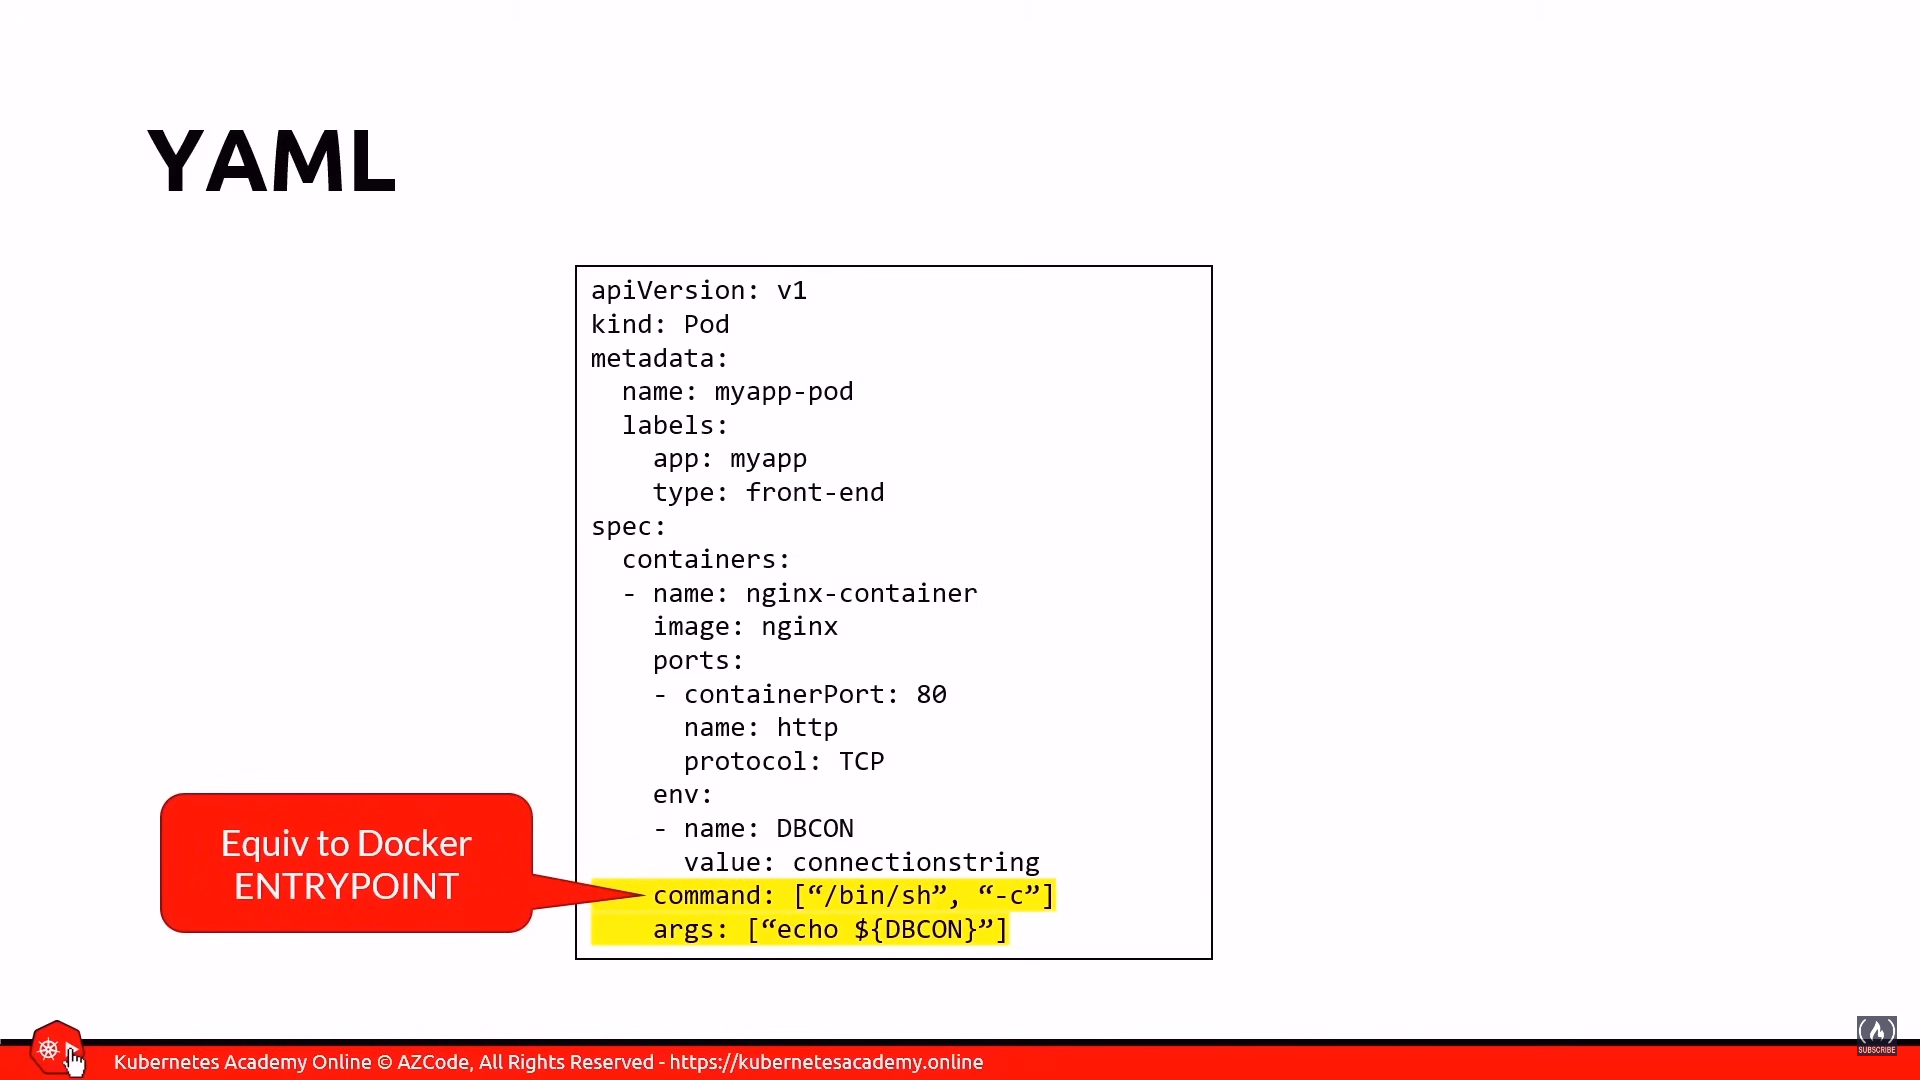 YAML
apiVersion: v1
kind: Pod
metadata:
  name: myapp-pod
  labels:
    app: myapp
    type: front-end
spec:
  containers:
  - name: nginx-container
    image: nginx
    ports:
    - containerPort: 80
      name: http
      protocol: TCP
    env:
    - name: DBCON
      value: connectionstring
    command: [“/bin/sh”, “-c”]
    args: [“echo ${DBCON}”]
Equiv to Docker
ENTRYPOINT
Kubernetes Academy Online © AZCode, All Rights Reserved - https://kubernetesacademy.online
SUBSCRIBE